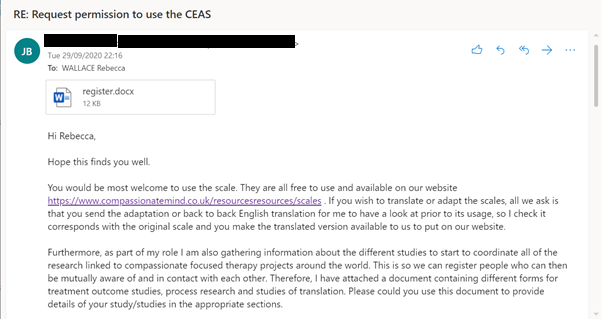 RE: Request permission to use the CEAS
JB
>
Tue 29/09/2020 22:16
To: WALLACE Rebecca
register.docx
12 KB
Hi Rebecca,
Hope this finds you well.
You would be most welcome to use the scale. They are all free to use and available on our website
https://www.compassionatemind.co.uk/resourcesresources/scales . If you wish to translate or adapt the scales, all we ask is
that you send the adaptation or back to back English translation for me to have a look at prior to its usage, so I check it
corresponds with the original scale and you make the translated version available to us to put on our website.
Furthermore, as part of my role I am also gathering information about the different studies to start to coordinate all of the
research linked to compassionate focused therapy projects around the world. This is so we can register people who can then
be mutually aware of and in contact with each other. Therefore, I have attached a document containing different forms for
treatment outcome studies, process research and studies of translation. Please could you use this document to provide
details of your study/studies in the appropriate sections.